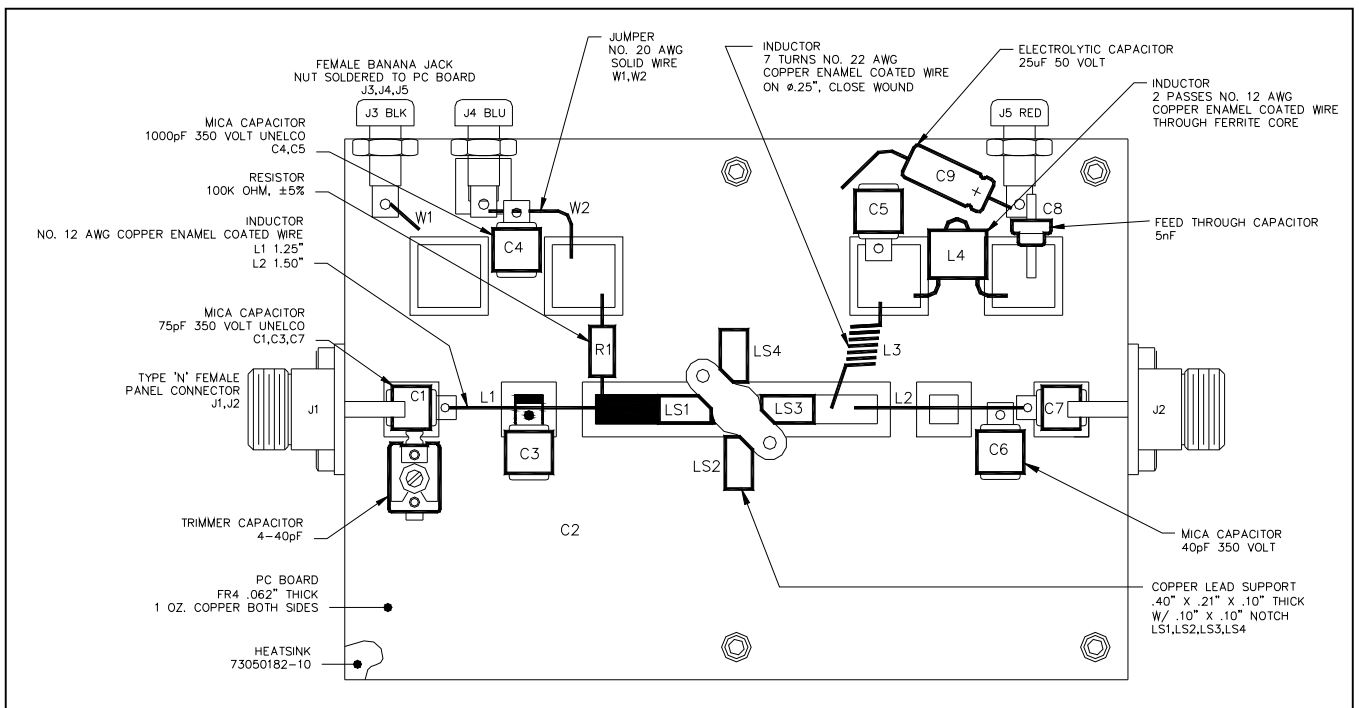 JUMPER
NO. 20 AWG
SOLID WIRE
W1,W2
INDUCTOR
7 TURNS NO. 22 AWG
COPPER ENAMEL COATED WIRE
ON ø.25", CLOSE WOUND
ELECTROLYTIC CAPACITOR
25uF 50 VOLT
INDUCTOR
2 PASSES NO. 12 AWG
COPPER ENAMEL COATED WIRE
THROUGH FERRITE CORE
FEMALE BANANA JACK
NUT SOLDERED TO PC BOARD
J3,J4,J5
J3 BLK
J4 BLU
J5 RED
MICA CAPACITOR
1000pF 350 VOLT UNELCO
C4,C5
RESISTOR
100K OHM, ±5%
INDUCTOR
NO. 12 AWG COPPER ENAMEL COATED WIRE
L1 1.25"
L2 1.50"
MICA CAPACITOR
75pF 350 VOLT UNELCO
C1,C3,C7
TYPE 'N' FEMALE
PANEL CONNECTOR
J1,J2
W1
W2
C4
C9
+
C5
C8
L4
FEED THROUGH CAPACITOR
5nF
R1
LS4
L3
J1
C1
L1
LS1
LS3
L2
C7
J2
C3
LS2
C6
TRIMMER CAPACITOR
4-40pF
C2
MICA CAPACITOR
40pF 350 VOLT
PC BOARD
FR4 .062" THICK
1 OZ. COPPER BOTH SIDES
COPPER LEAD SUPPORT
.40" X .21" X .10" THICK
W/ .10" X .10" NOTCH
LS1,LS2,LS3,LS4
HEATSINK
73050182-10